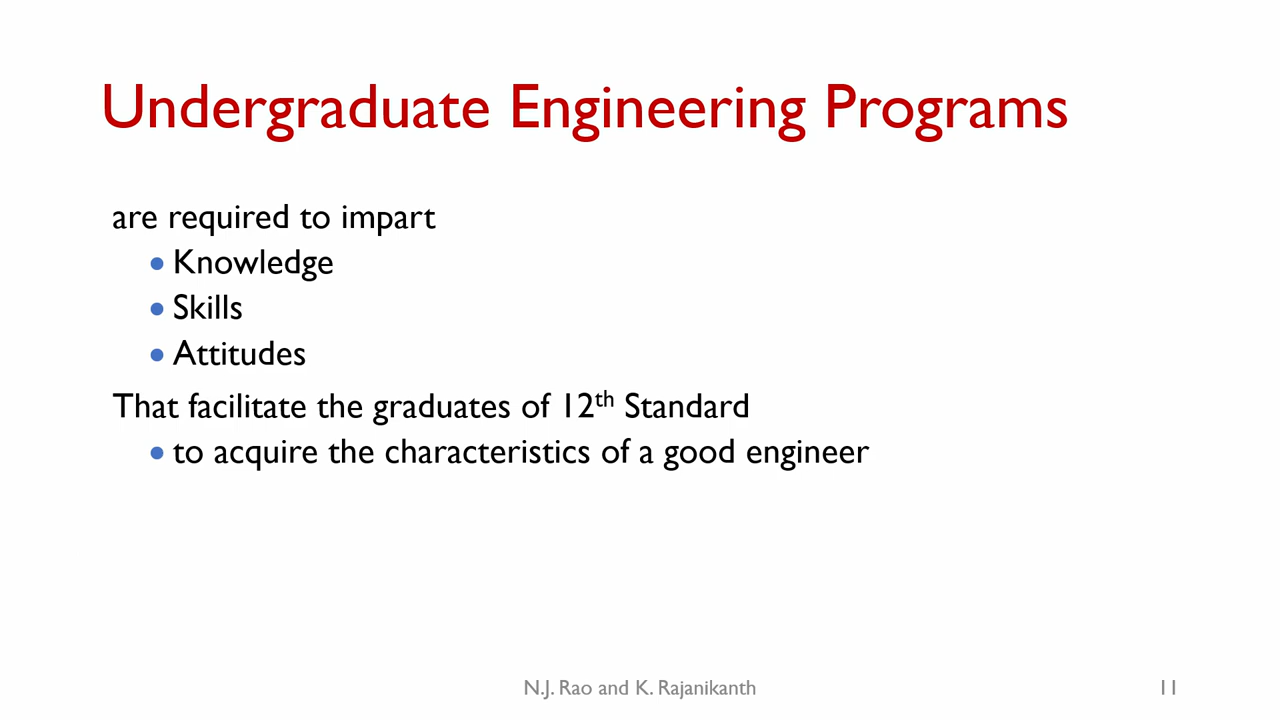 Undergraduate Engineering Programs
are required to impart
• Knowledge
• Skills
• Attitudes
That facilitate the graduates of 12th Standard
• to acquire the characteristics of a good engineer
N.J. Rao and K. Rajanikanth
11